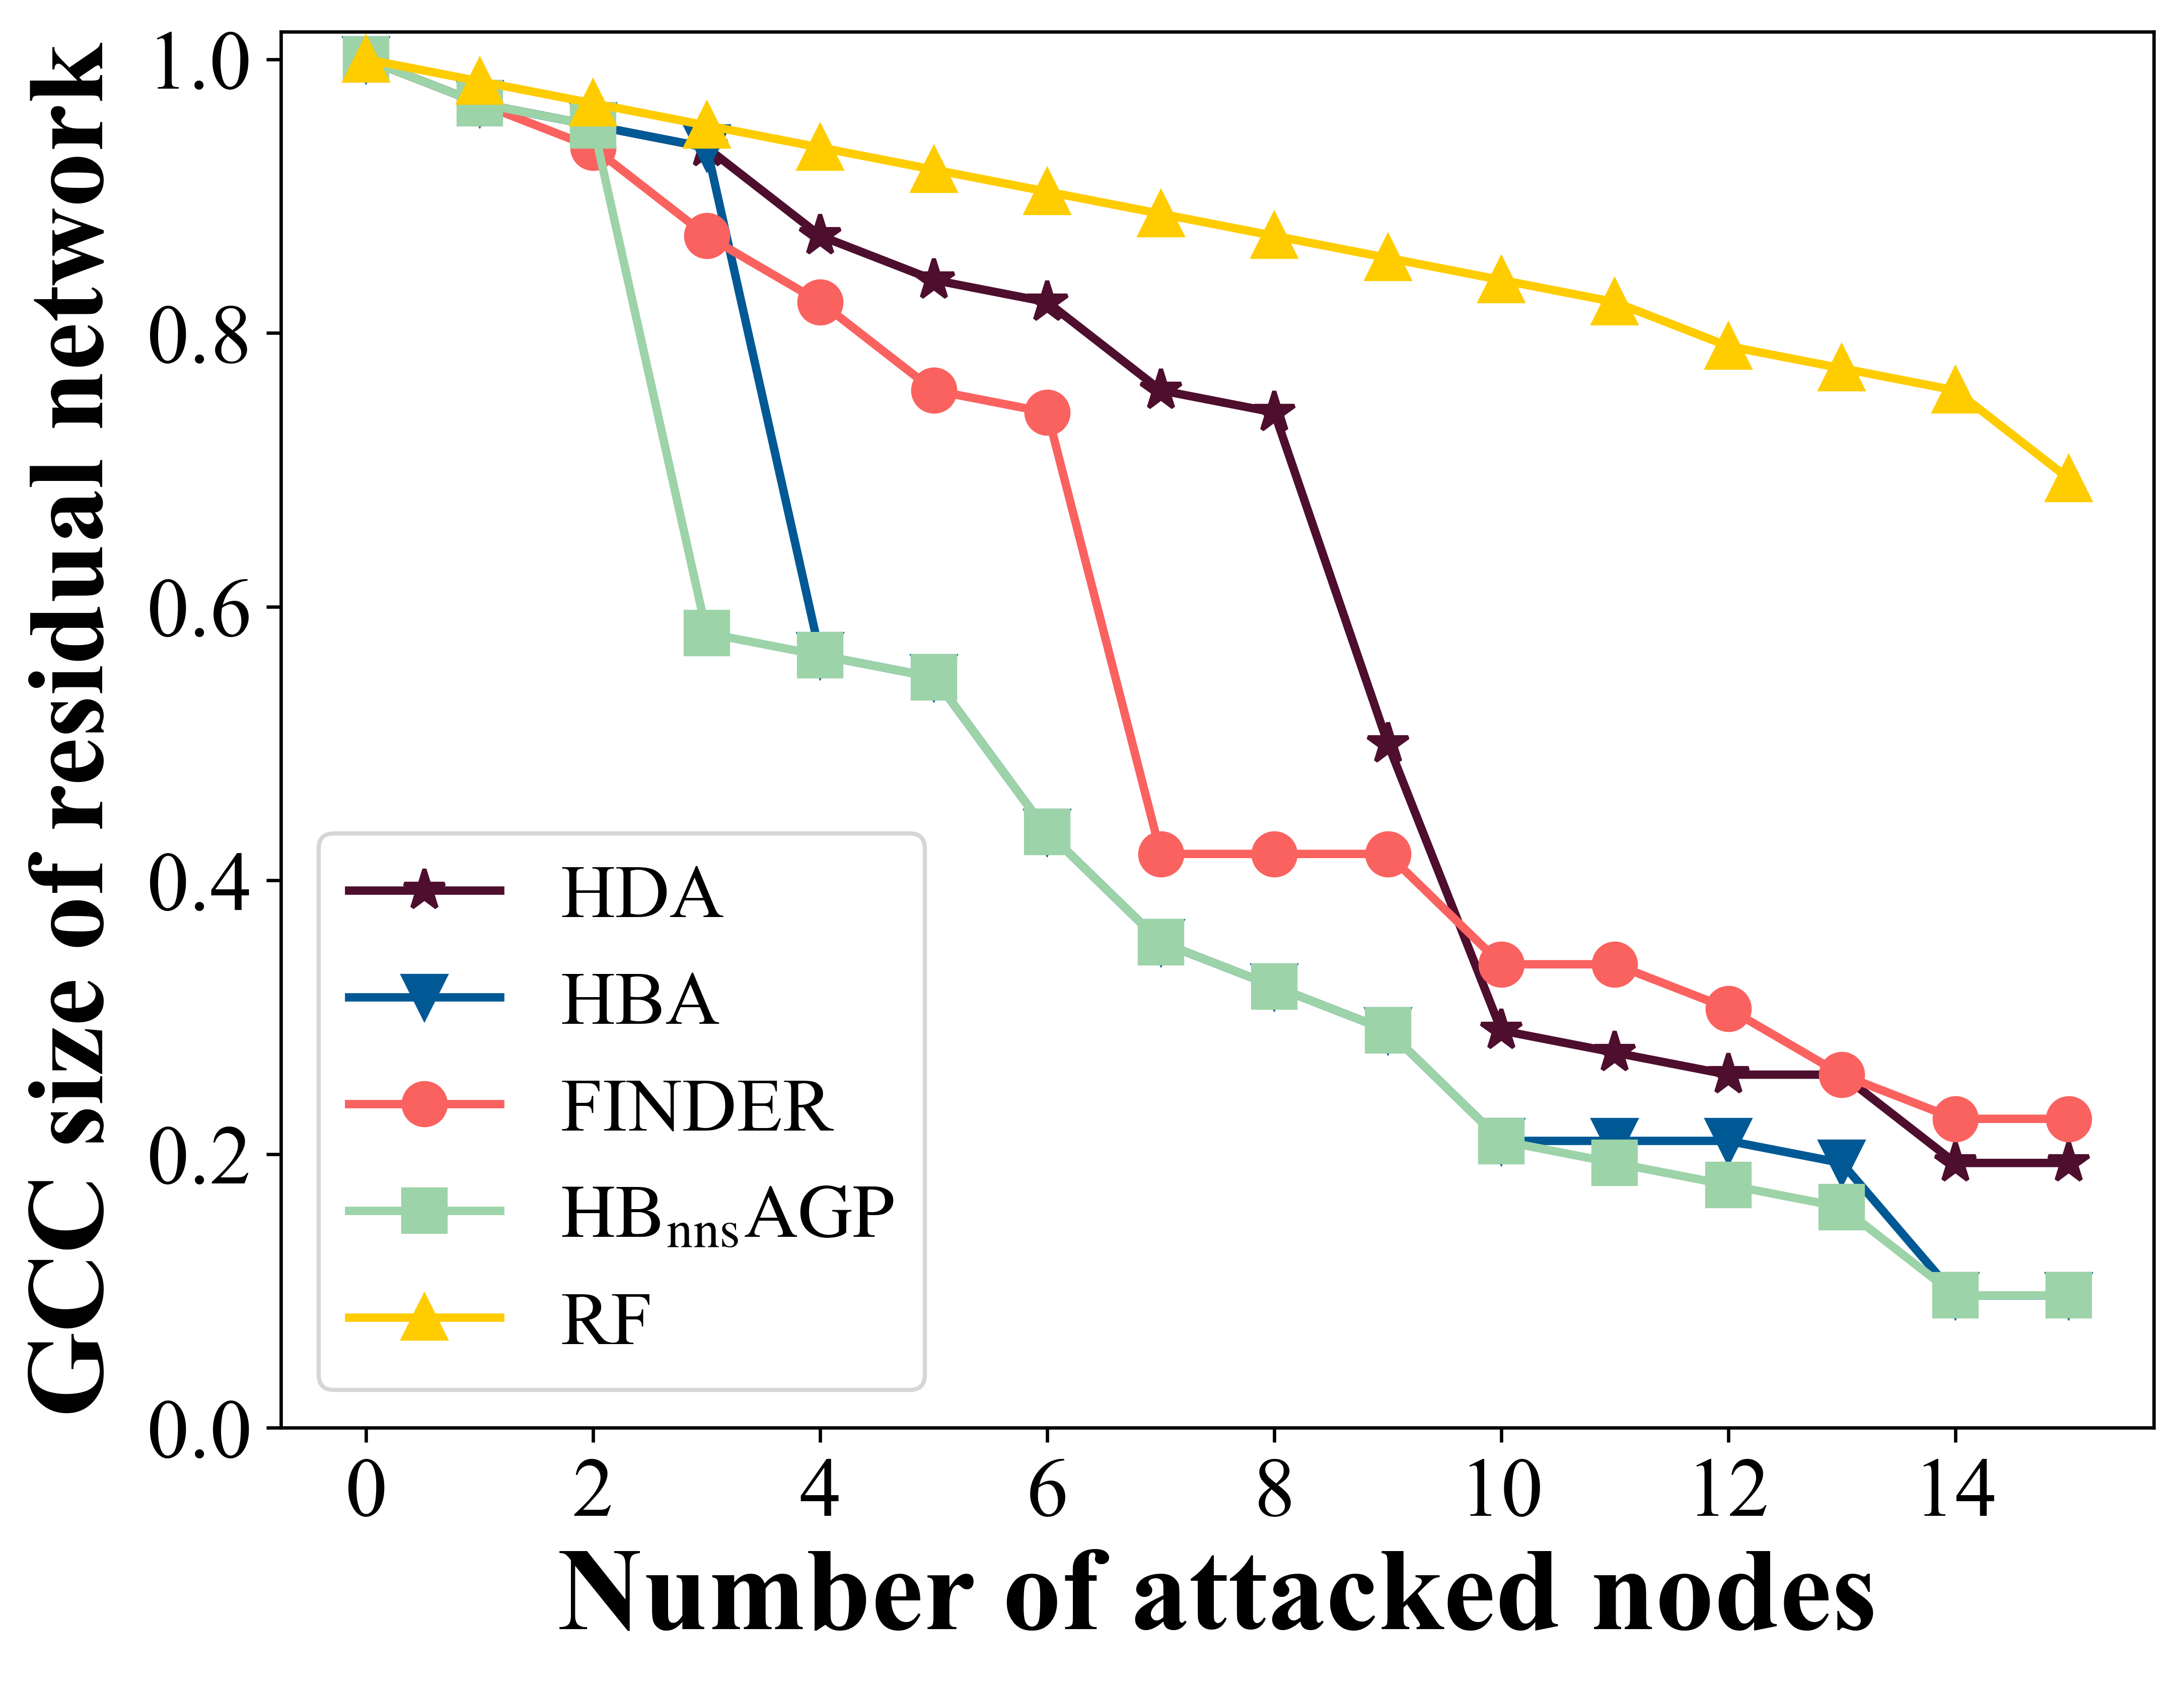 GCC size of residual network
1.0
0.8
0.6
0.4
0.2
0.0
HDA
HBA
FINDER
HBnnsAGP
RF
0 2 4 6 8 10 12 14
Number of attacked nodes